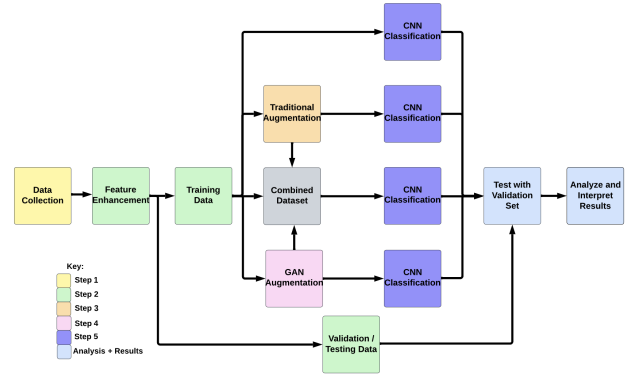 CNN
Classification
Traditional
Augmentation
CNN
Classification
Data
Collection
Feature
Enhancement
Training
Data
Combined
Dataset
CNN
Classification
Test with
Validation
Set
Analyze and
Interpret
Results
GAN
Augmentation
CNN
Classification
Validation /
Testing Data
Key:
Step 1
Step 2
Step 3
Step 4
Step 5
Analysis + Results